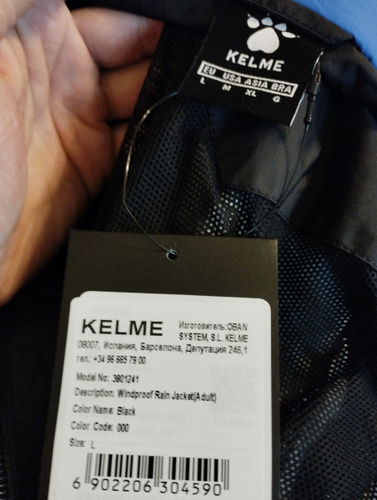 KELME
EU USA ASIA BRA
L M XL G
KELME
Изготовитель: OBAN
SYSTEM, S.L. KELME
08007, Испания, Барселона, Депутация 246,1
тел.: +34 96 665 79 00
Model No: 3801241
Description: Windproof Rain Jacket(Adult)
Color Name: Black
Color Code: 000
Size: L
6 902206 304590